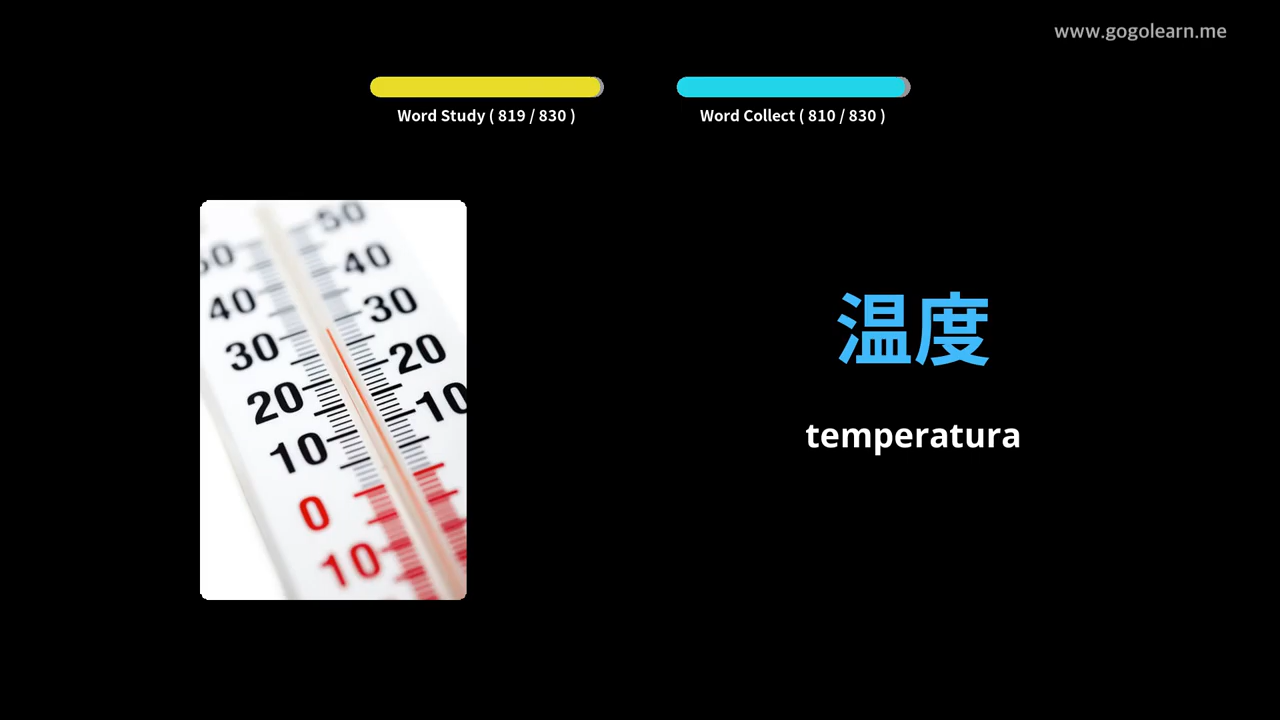 www.gogolearn.me
Word Study ( 819 / 830 )
Word Collect ( 810 / 830 )
50
40
40
30
30
20
20
10
10
0
10
温度
temperatura